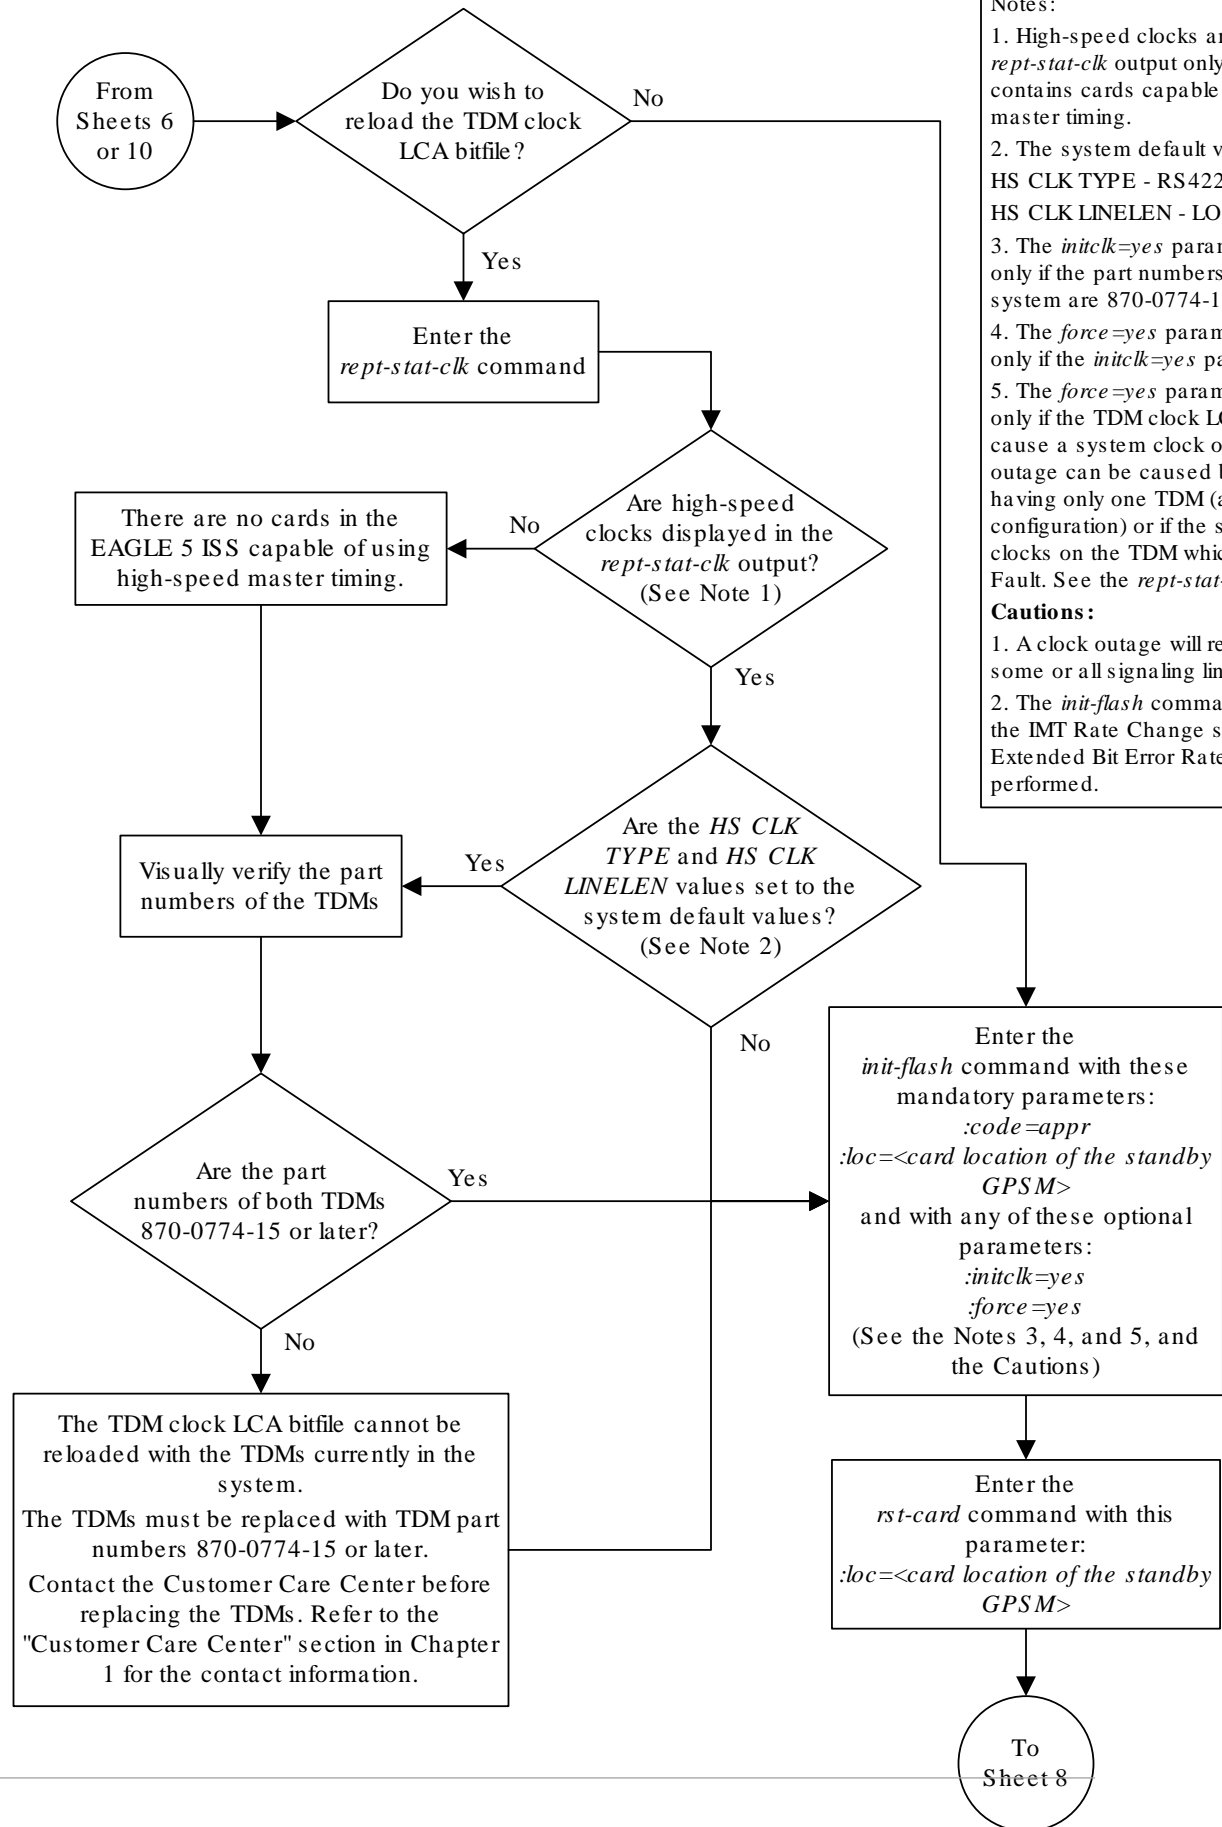 From
Sheets 6
or 10
Do you wish to
reload the TDM clock
LCA bitfile?
No
Yes
Enter the
rept-stat-clk command
Are high-speed
clocks displayed in the
rept-stat-clk output?
(See Note 1)
No
Yes
There are no cards in the
EAGLE 5 ISS capable of using
high-speed master timing.
Are the HS CLK
TYPE and HS CLK
LINELEN values set to the
system default values?
(See Note 2)
Yes
No
Visually verify the part
numbers of the TDMs
Are the part
numbers of both TDMs
870-0774-15 or later?
Yes
No
The TDM clock LCA bitfile cannot be
reloaded with the TDMs currently in the
system.
The TDMs must be replaced with TDM part
numbers 870-0774-15 or later.
Contact the Customer Care Center before
replacing the TDMs. Refer to the
"Customer Care Center" section in Chapter
1 for the contact information.
Enter the
init-flash command with these
mandatory parameters:
:code=appr
:loc=<card location of the standby
GPSM>
and with any of these optional
parameters:
:initclk=yes
:force=yes
(See the Notes 3, 4, and 5, and
the Cautions)
Enter the
rst-card command with this
parameter:
:loc=<card location of the standby
GPSM>
To
Sheet 8
Notes:
1. High-speed clocks
rept-stat-clk output only
contains cards capable
master timing.
2. The system default
HS CLK TYPE - RS422
HS CLK LINELEN -
3. The initclk=yes
only if the part numbers
system are
4. The force=yes
only if the initclk=yes
5. The force=yes
only if the TDM clock
cause a system clock
outage can be caused
having only one TDM
configuration) or if the
clocks on the TDM
Fault. See the
Cautions:
1. A clock outage will
some or all signaling
2. The init-flash
the IMT Rate Change
Extended Bit Error Rate
performed.